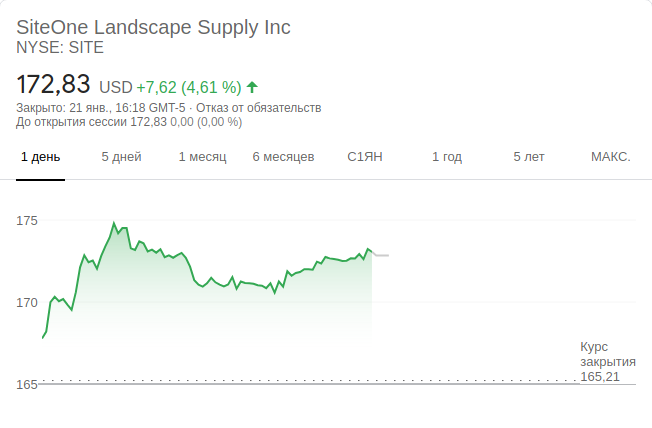 SiteOne Landscape Supply Inc
NYSE: SITE
172,83 USD +7,62 (4,61 %)
Закрыто: 21 янв., 16:18 GMT-5 · Отказ от обязательств
До открытия сессии 172,83 0,00 (0,00 %)
1 день 5 дней 1 месяц 6 месяцев С1ЯН 1 год 5 лет МАКС.
175
170
Курс
закрытия
165,21
165